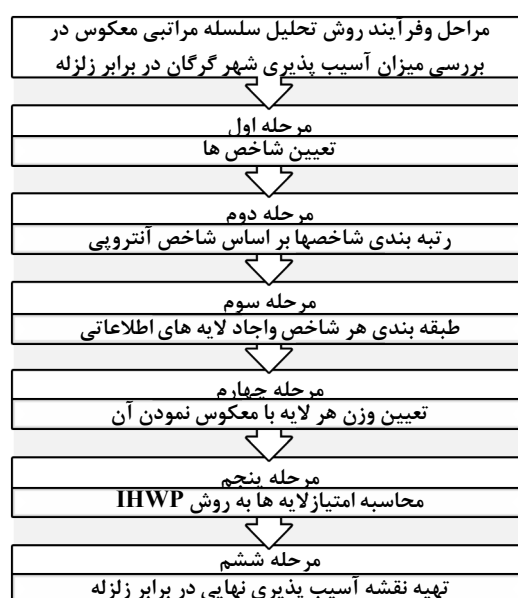 مراحل وفرآیند روش تحلیل سلسله مراتبی معکوس در
بررسی میزان آسیب پذیری شهر گرگان در برابر زلزله
مرحله اول
تعیین شاخص ها
مرحله دوم
رتبه بندی شاخصها بر اساس شاخص آنتروپی
مرحله سوم
طبقه بندی هر شاخص واجاد لایه های اطلاعاتی
مرحله چهارم
تعیین وزن هر لایه با معکوس نمودن آن
مرحله پنجم
محاسبه امتیازلایه ها به روش IHWP
مرحله ششم
تهیه نقشه آسیب پذیری نهایی در برابر زلزله